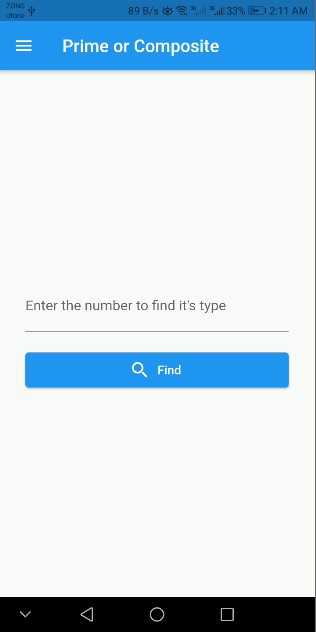 ZONG
Ufone
89 B/s 33% 2:11 AM
Prime or Composite
Enter the number to find it's type
Find